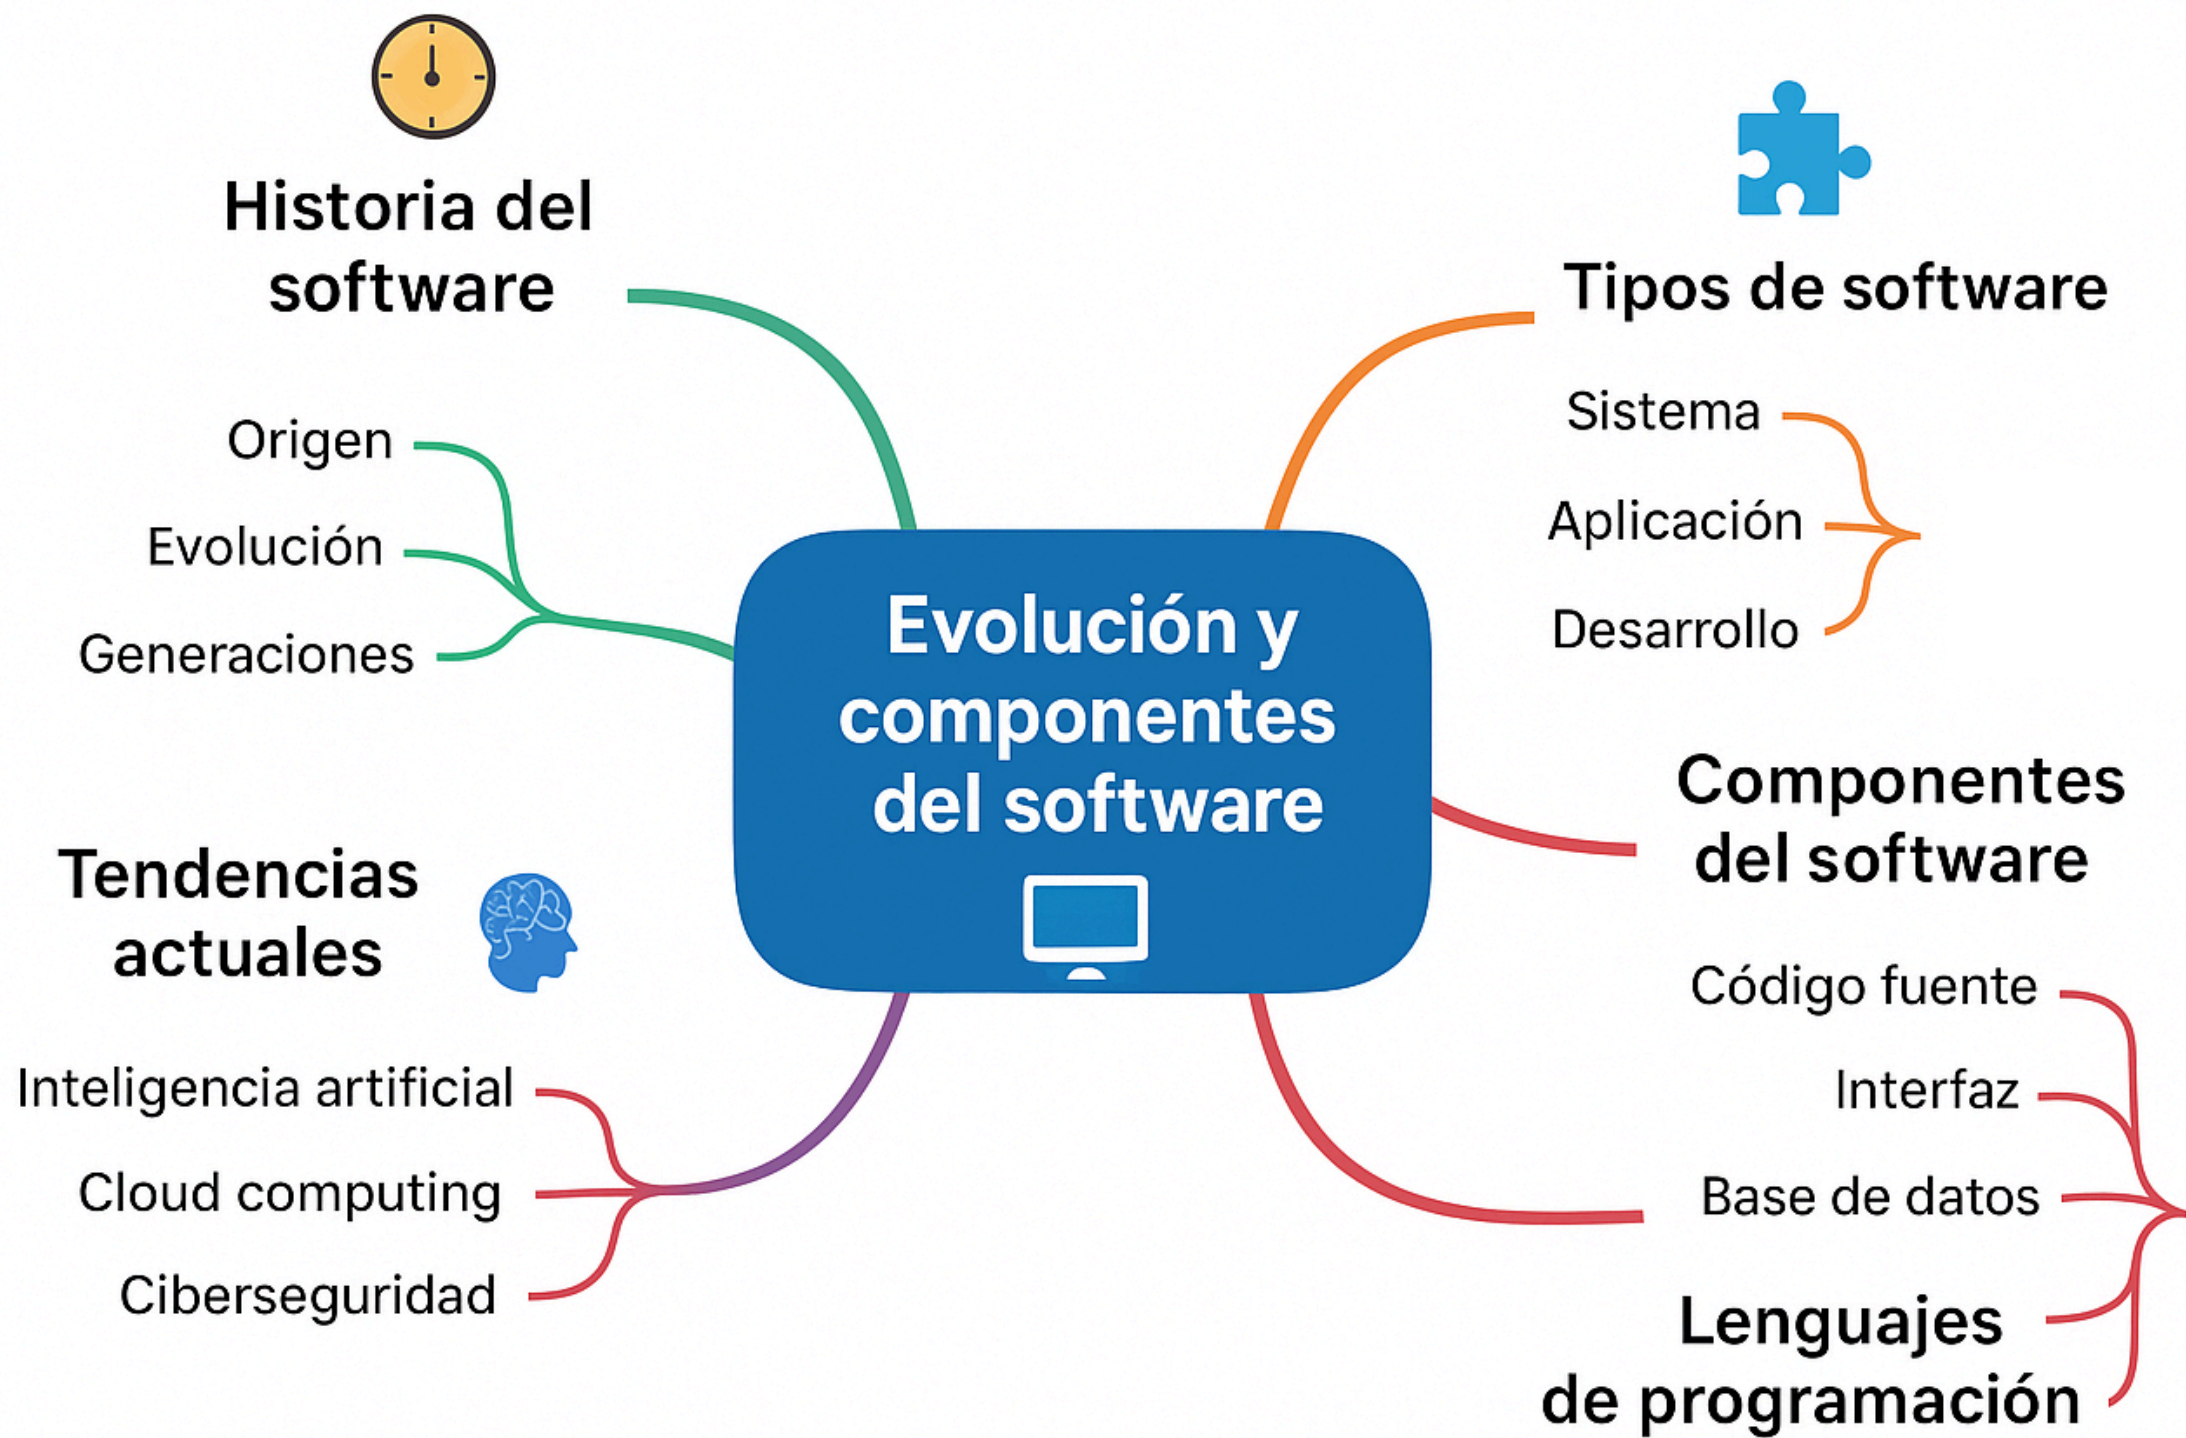 Historia del
software
Origen
Evolución
Generaciones
Tendencias
actuales
Inteligencia artificial
Cloud computing
Ciberseguridad
Evolución y
componentes
del software
Tipos de software
Sistema
Aplicación
Desarrollo
Componentes
del software
Código fuente
Interfaz
Base de datos
Lenguajes
de programación